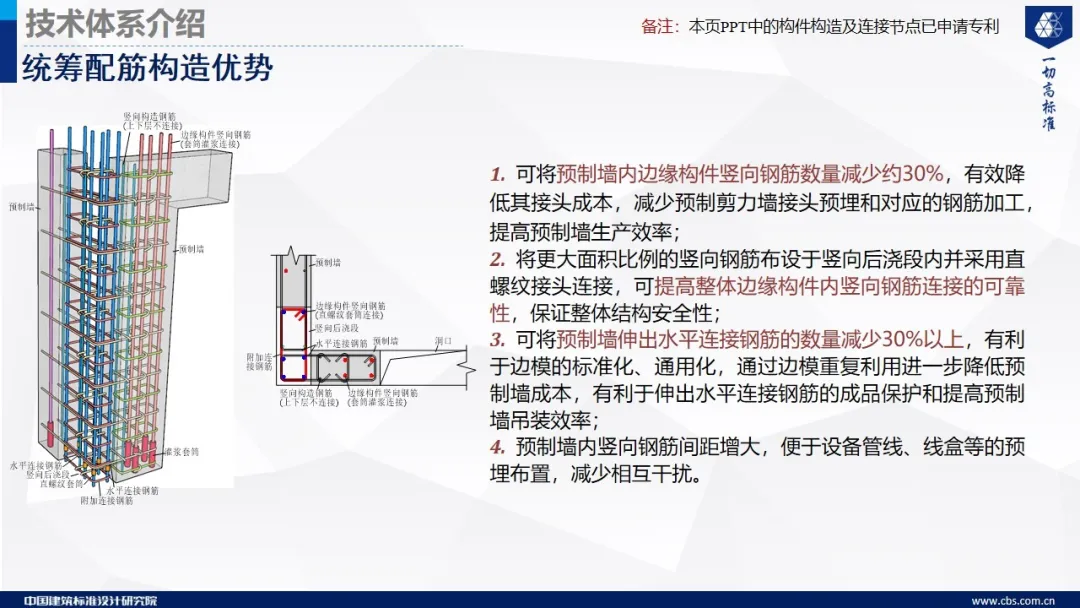 技术体系介绍
备注：本页PPT中的构件构造及连接节点已申请专利
统筹配筋构造优势
一切高标准
竖向构造钢筋
(上下层不连接)
边缘构件竖向钢筋
(套筒灌浆连接)
预制墙
预制墙
灌浆套筒
水平连接钢筋
竖向后浇段
直螺纹套筒
水平连接钢筋
附加连接钢筋
预制墙
边缘构件竖向钢筋
(直螺纹套筒连接)
竖向后浇段
水平连接钢筋
预制墙
洞口
附加连
接钢筋
竖向构造钢筋
(上下层不连接)
边缘构件竖向钢筋
(套筒灌浆连接)
1. 可将预制墙内边缘构件竖向钢筋数量减少约30%，有效降
低其接头成本，减少预制剪力墙接头预埋和对应的钢筋加工，
提高预制墙生产效率；
2. 将更大面积比例的竖向钢筋布设于竖向后浇段内并采用直
螺纹接头连接，可提高整体边缘构件内竖向钢筋连接的可靠
性，保证整体结构安全性；
3. 可将预制墙伸出水平连接钢筋的数量减少30%以上，有利
于边模的标准化、通用化，通过边模重复利用进一步降低预
制墙成本，有利于伸出水平连接钢筋的成品保护和提高预制
墙吊装效率；
4. 预制墙内竖向钢筋间距增大，便于设备管线、线盒等的预
埋布置，减少相互干扰。
中国建筑标准设计研究院
www.cbs.com.cn